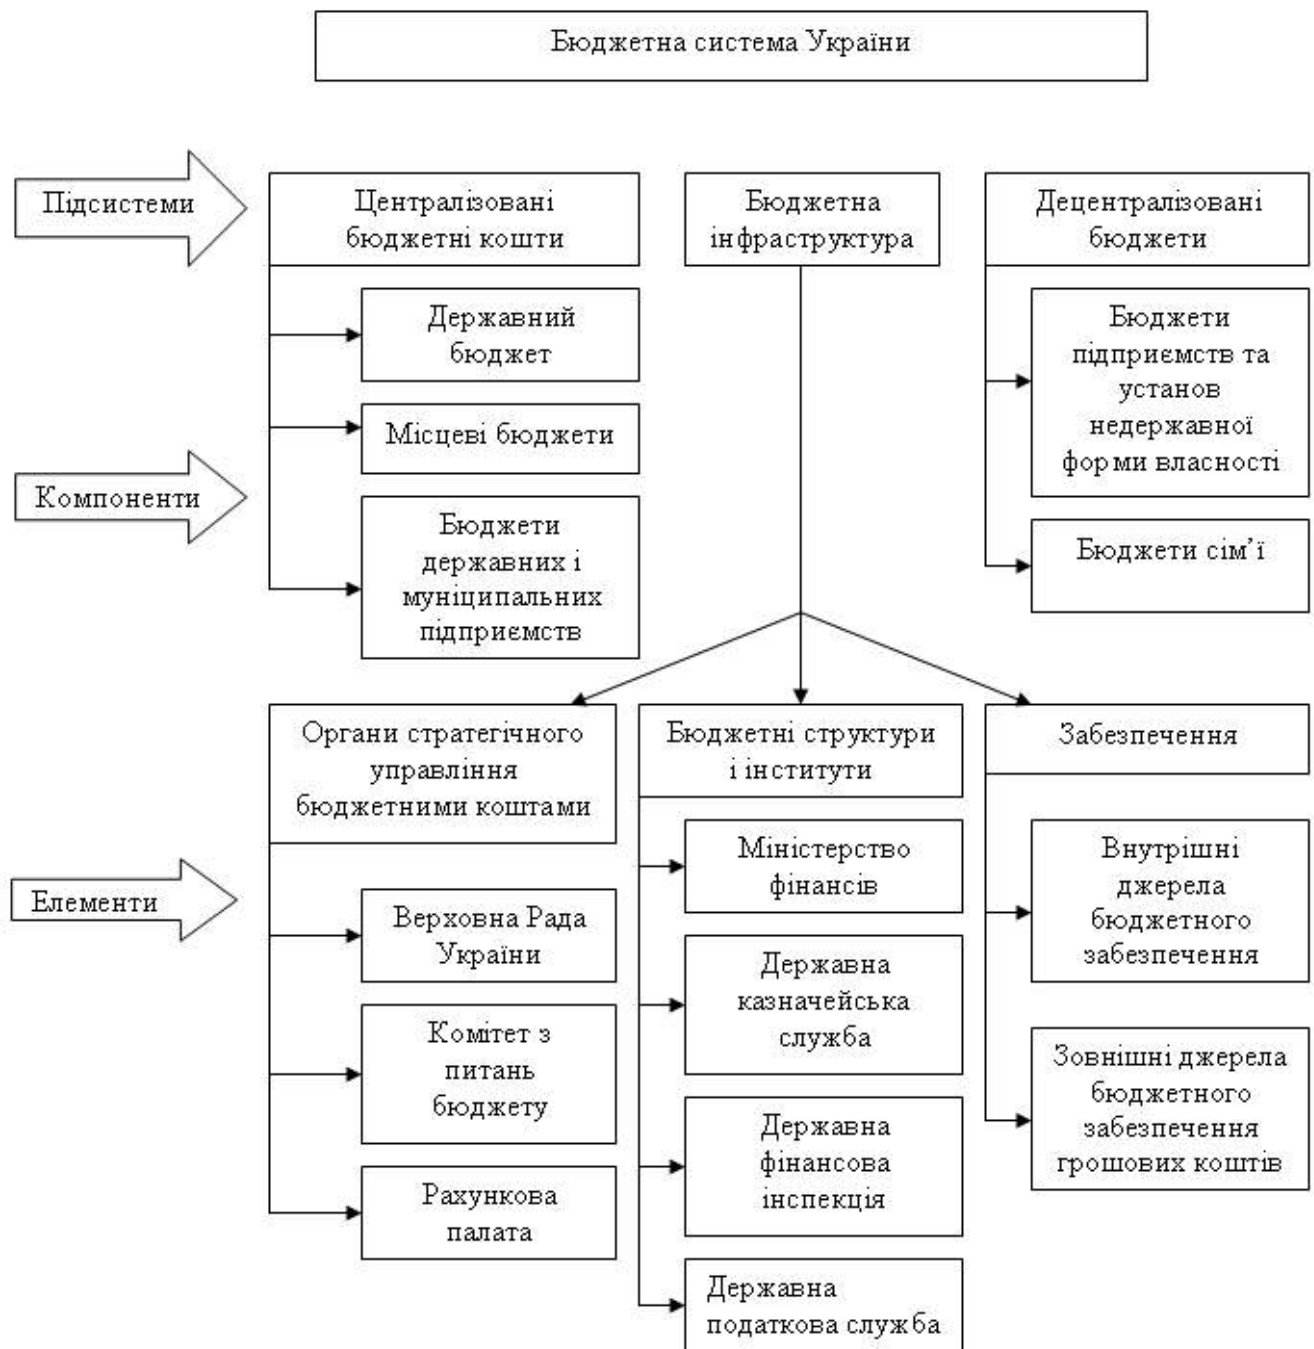 Бюджетна система України
Підсистеми
Централізовані
бюджетні кошти
Бюджетна
інфраструктура
Децентралізовані
бюджети
Державний
бюджет
Місцеві бюджети
Бюджети
державних і
муніципальних
підприємств
Бюджети
підприємств та
установ
недержавної
форми власності
Бюджети сім’ї
Компоненти
Органи стратегічного
управління
бюджетними коштами
Бюджетні структури
і інститути
Забезпечення
Елементи
Верховна Рада
України
Комітет з
питань
бюджету
Рахункова
палата
Міністерство
фінансів
Державна
казначейська
служба
Державна
фінансова
інспекція
Державна
податкова служба
Внутрішні
джерела
бюджетного
забезпечення
Зовнішні джерела
бюджетного
забезпечення
грошових коштів